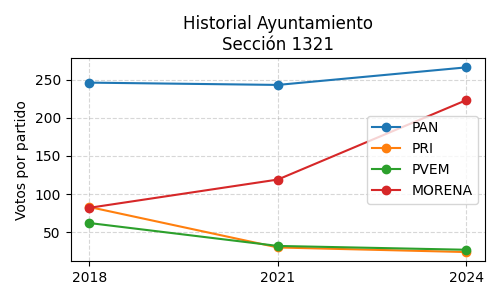 Historial Ayuntamiento
Sección 1321
Votos por partido
250
200
150
100
50
2018
2021
2024
PAN
PRI
PVEM
MORENA